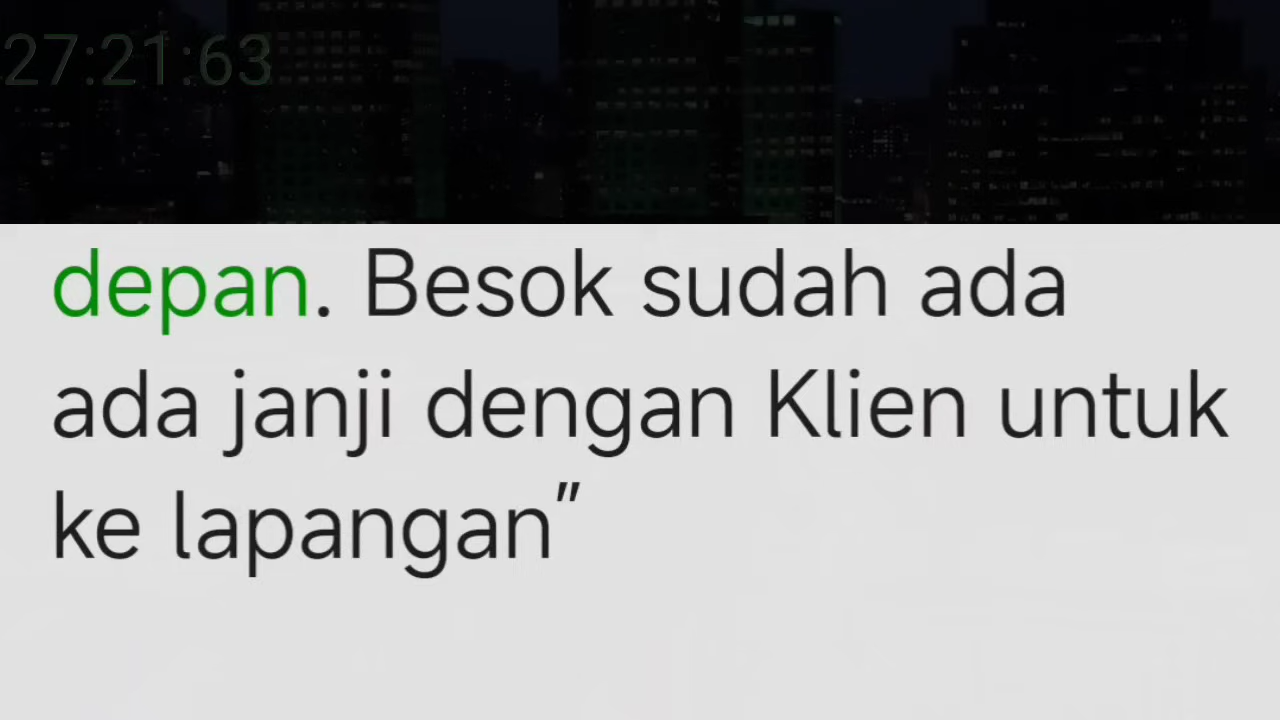 27:21:63
depan. Besok sudah ada
ada janji dengan Klien untuk
ke lapangan”